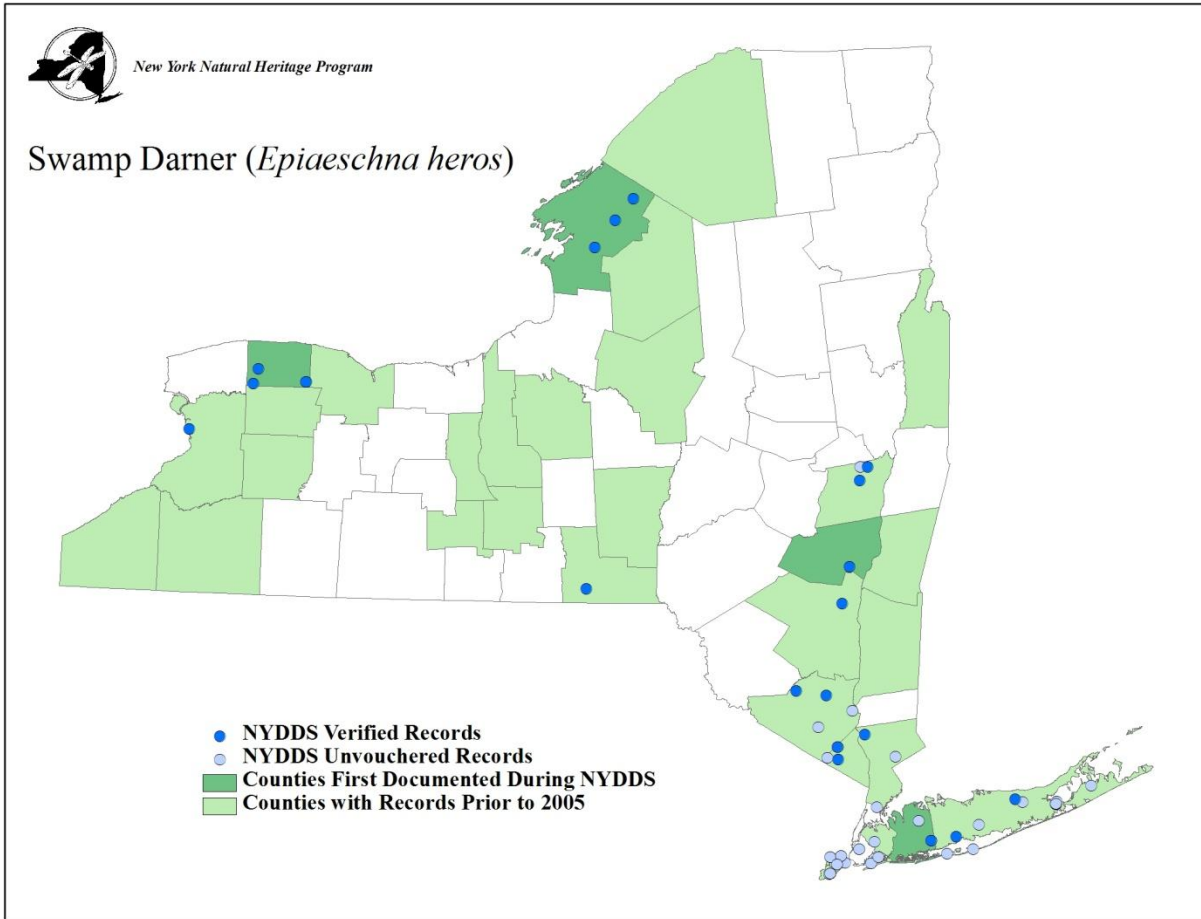 New York Natural Heritage Program
Swamp Darner (Epiaeschna heros)
NYDDS Verified Records
NYDDS Unvouchered Records
Counties First Documented During NYDDS
Counties with Records Prior to 2005